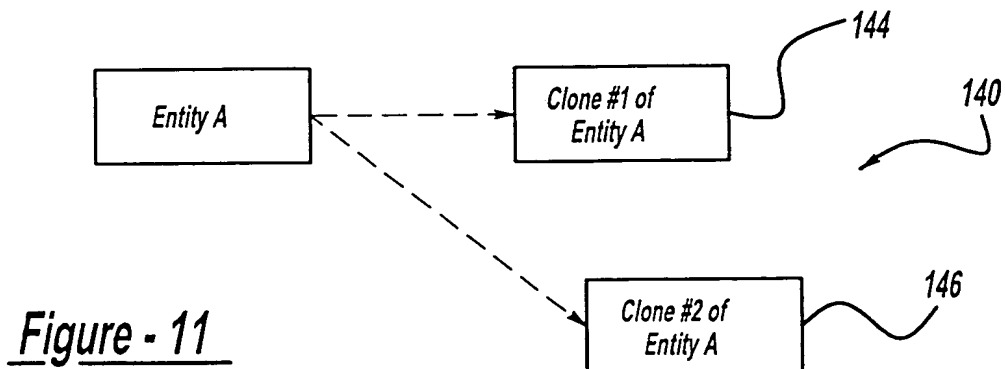 144
Entity A
Clone #1 of
Entity A
140
Clone #2 of
Entity A
146
Figure - 11